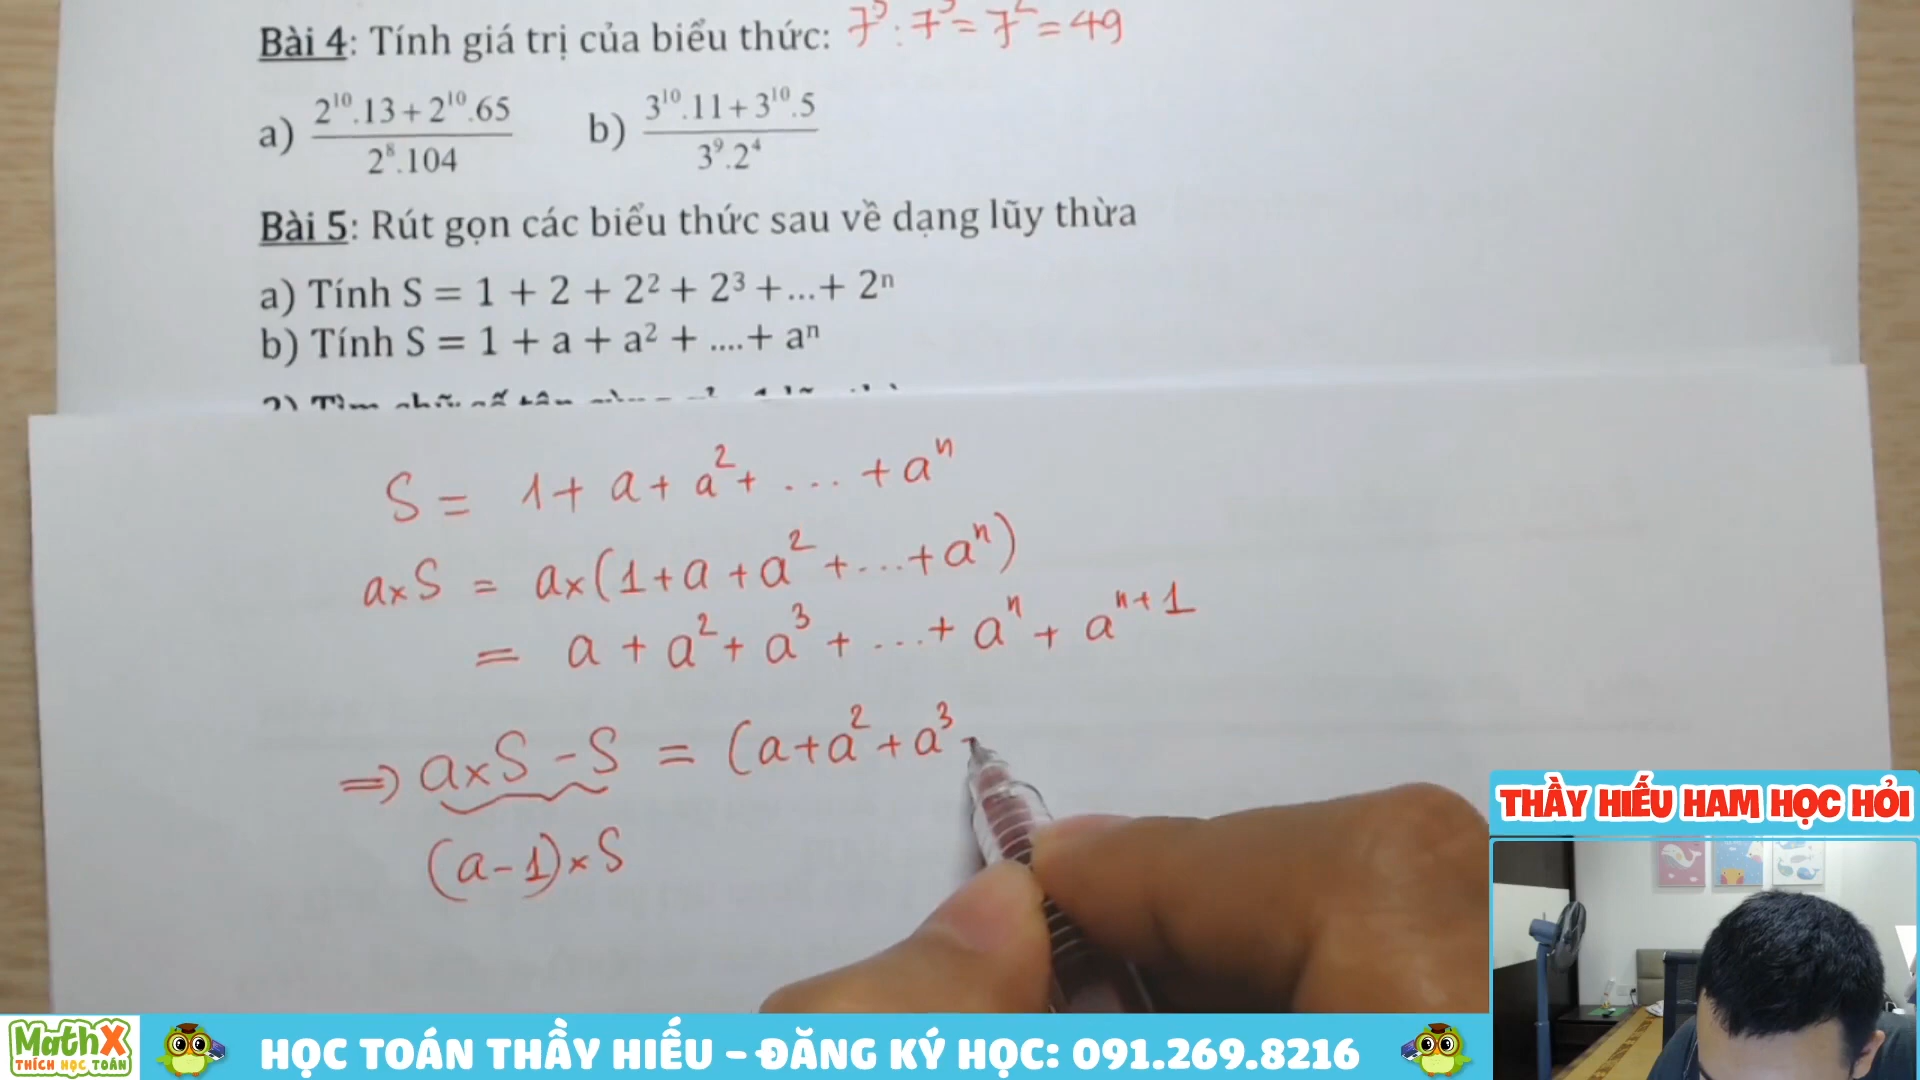 Bài 4: Tính giá trị của biểu thức: 7⁵ : 7³ = 7² = 49
a) (2¹⁰.13 + 2¹⁰.65) / (2⁸.104) b) (3¹⁰.11 + 3¹⁰.5) / (3⁹.2⁴)
Bài 5: Rút gọn các biểu thức sau về dạng lũy thừa
a) Tính S = 1 + 2 + 2² + 2³ +...+ 2ⁿ
b) Tính S = 1 + a + a² + ....+ aⁿ
S = 1 + a + a² + ... + aⁿ
a×S = a×(1 + a + a² + ... + aⁿ)
= a + a² + a³ + ... + aⁿ + aⁿ⁺¹
⇒ a×S - S = (a + a² + a³
(a-1)×S
THẦY HIẾU HAM HỌC HỎI
MathX
THÍCH HỌC TOÁN
HỌC TOÁN THẦY HIẾU - ĐĂNG KÝ HỌC: 091.269.8216